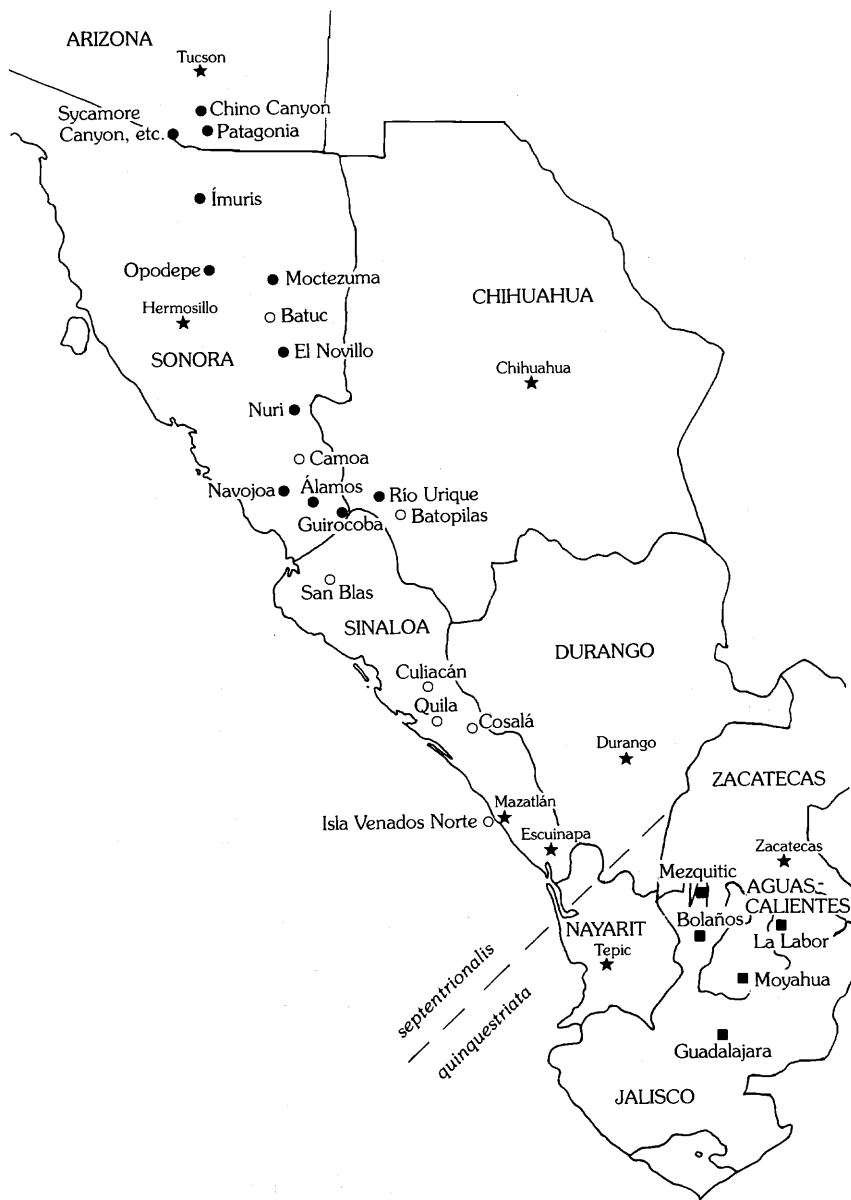 ARIZONA
Tucson
Chino Canyon
Sycamore
Canyon, etc.
Patagonia
Ímuris
Opodepe
Moctezuma
Hermosillo
Batuc
CHIHUAHUA
SONORA
El Novillo
Chihuahua
Nuri
Camoa
Navojoa
Álamos
Río Urique
Guirocoba
Batopilas
San Blas
SINALOA
DURANGO
Culiacán
Quila
Cosalá
Durango
ZACATECAS
Mazatlán
Isla Venados Norte
Escuinapa
Zacatecas
Mezquitic
AGUAS-
CALIENTES
Bolaños
NAYARIT
La Labor
Tepic
Moyahua
septentrionalis
quinquestriata
Guadalajara
JALISCO